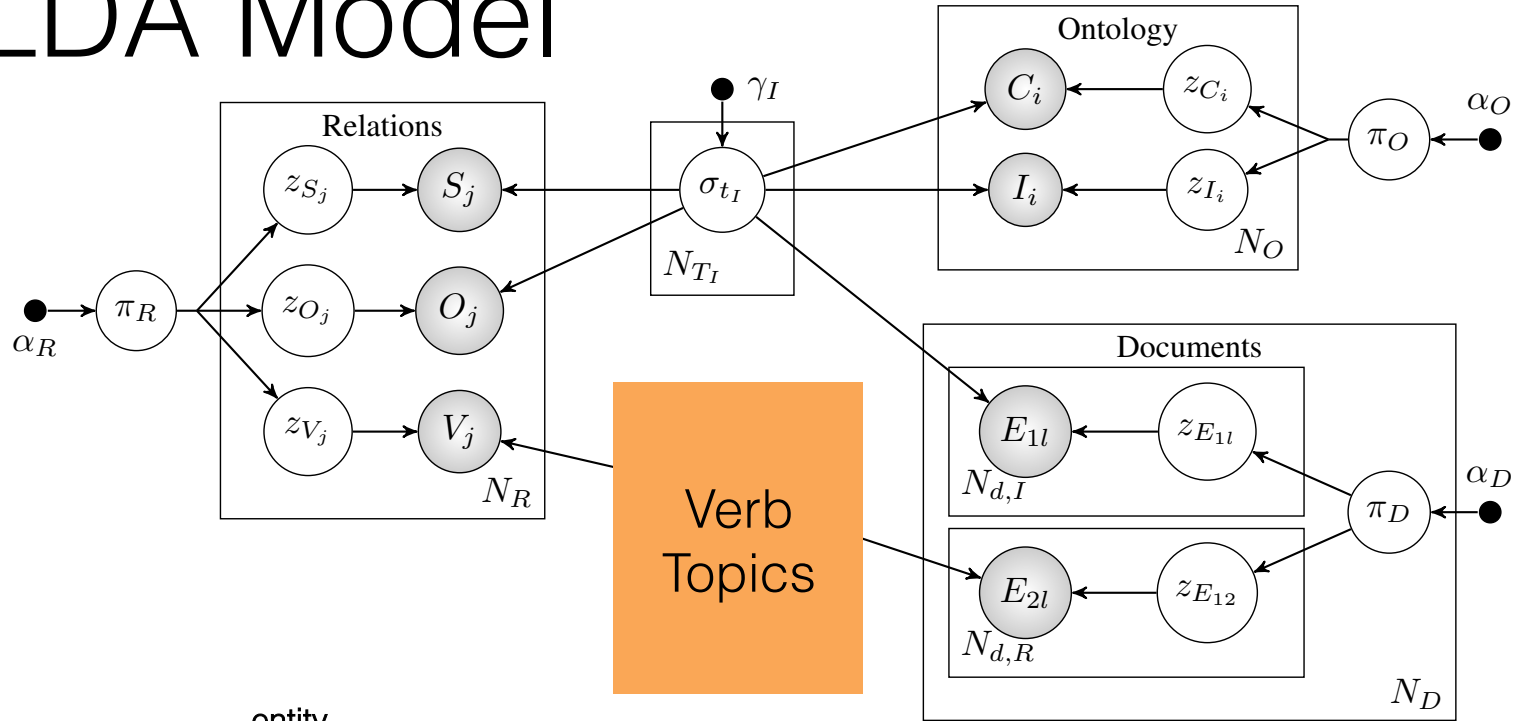 LDA Model
Relations
z_{S_j}
S_j
z_{O_j}
O_j
z_{V_j}
V_j
N_R
π_R
α_R
γ_I
σ_{t_I}
N_{T_I}
Ontology
C_i
z_{C_i}
I_i
z_{I_i}
N_O
π_O
α_O
Verb
Topics
Documents
E_{1l}
z_{E_{1l}}
N_{d,I}
E_{2l}
z_{E_{12}}
N_{d,R}
π_D
α_D
N_D
entity